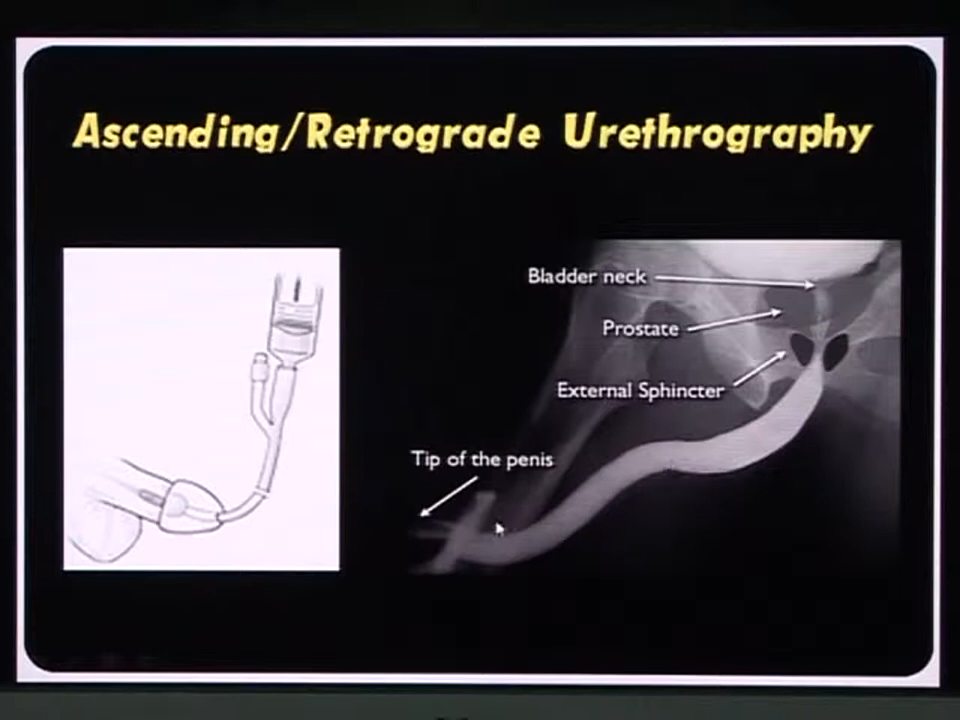 Ascending/Retrograde Urethrography
Bladder neck
Prostate
External Sphincter
Tip of the penis